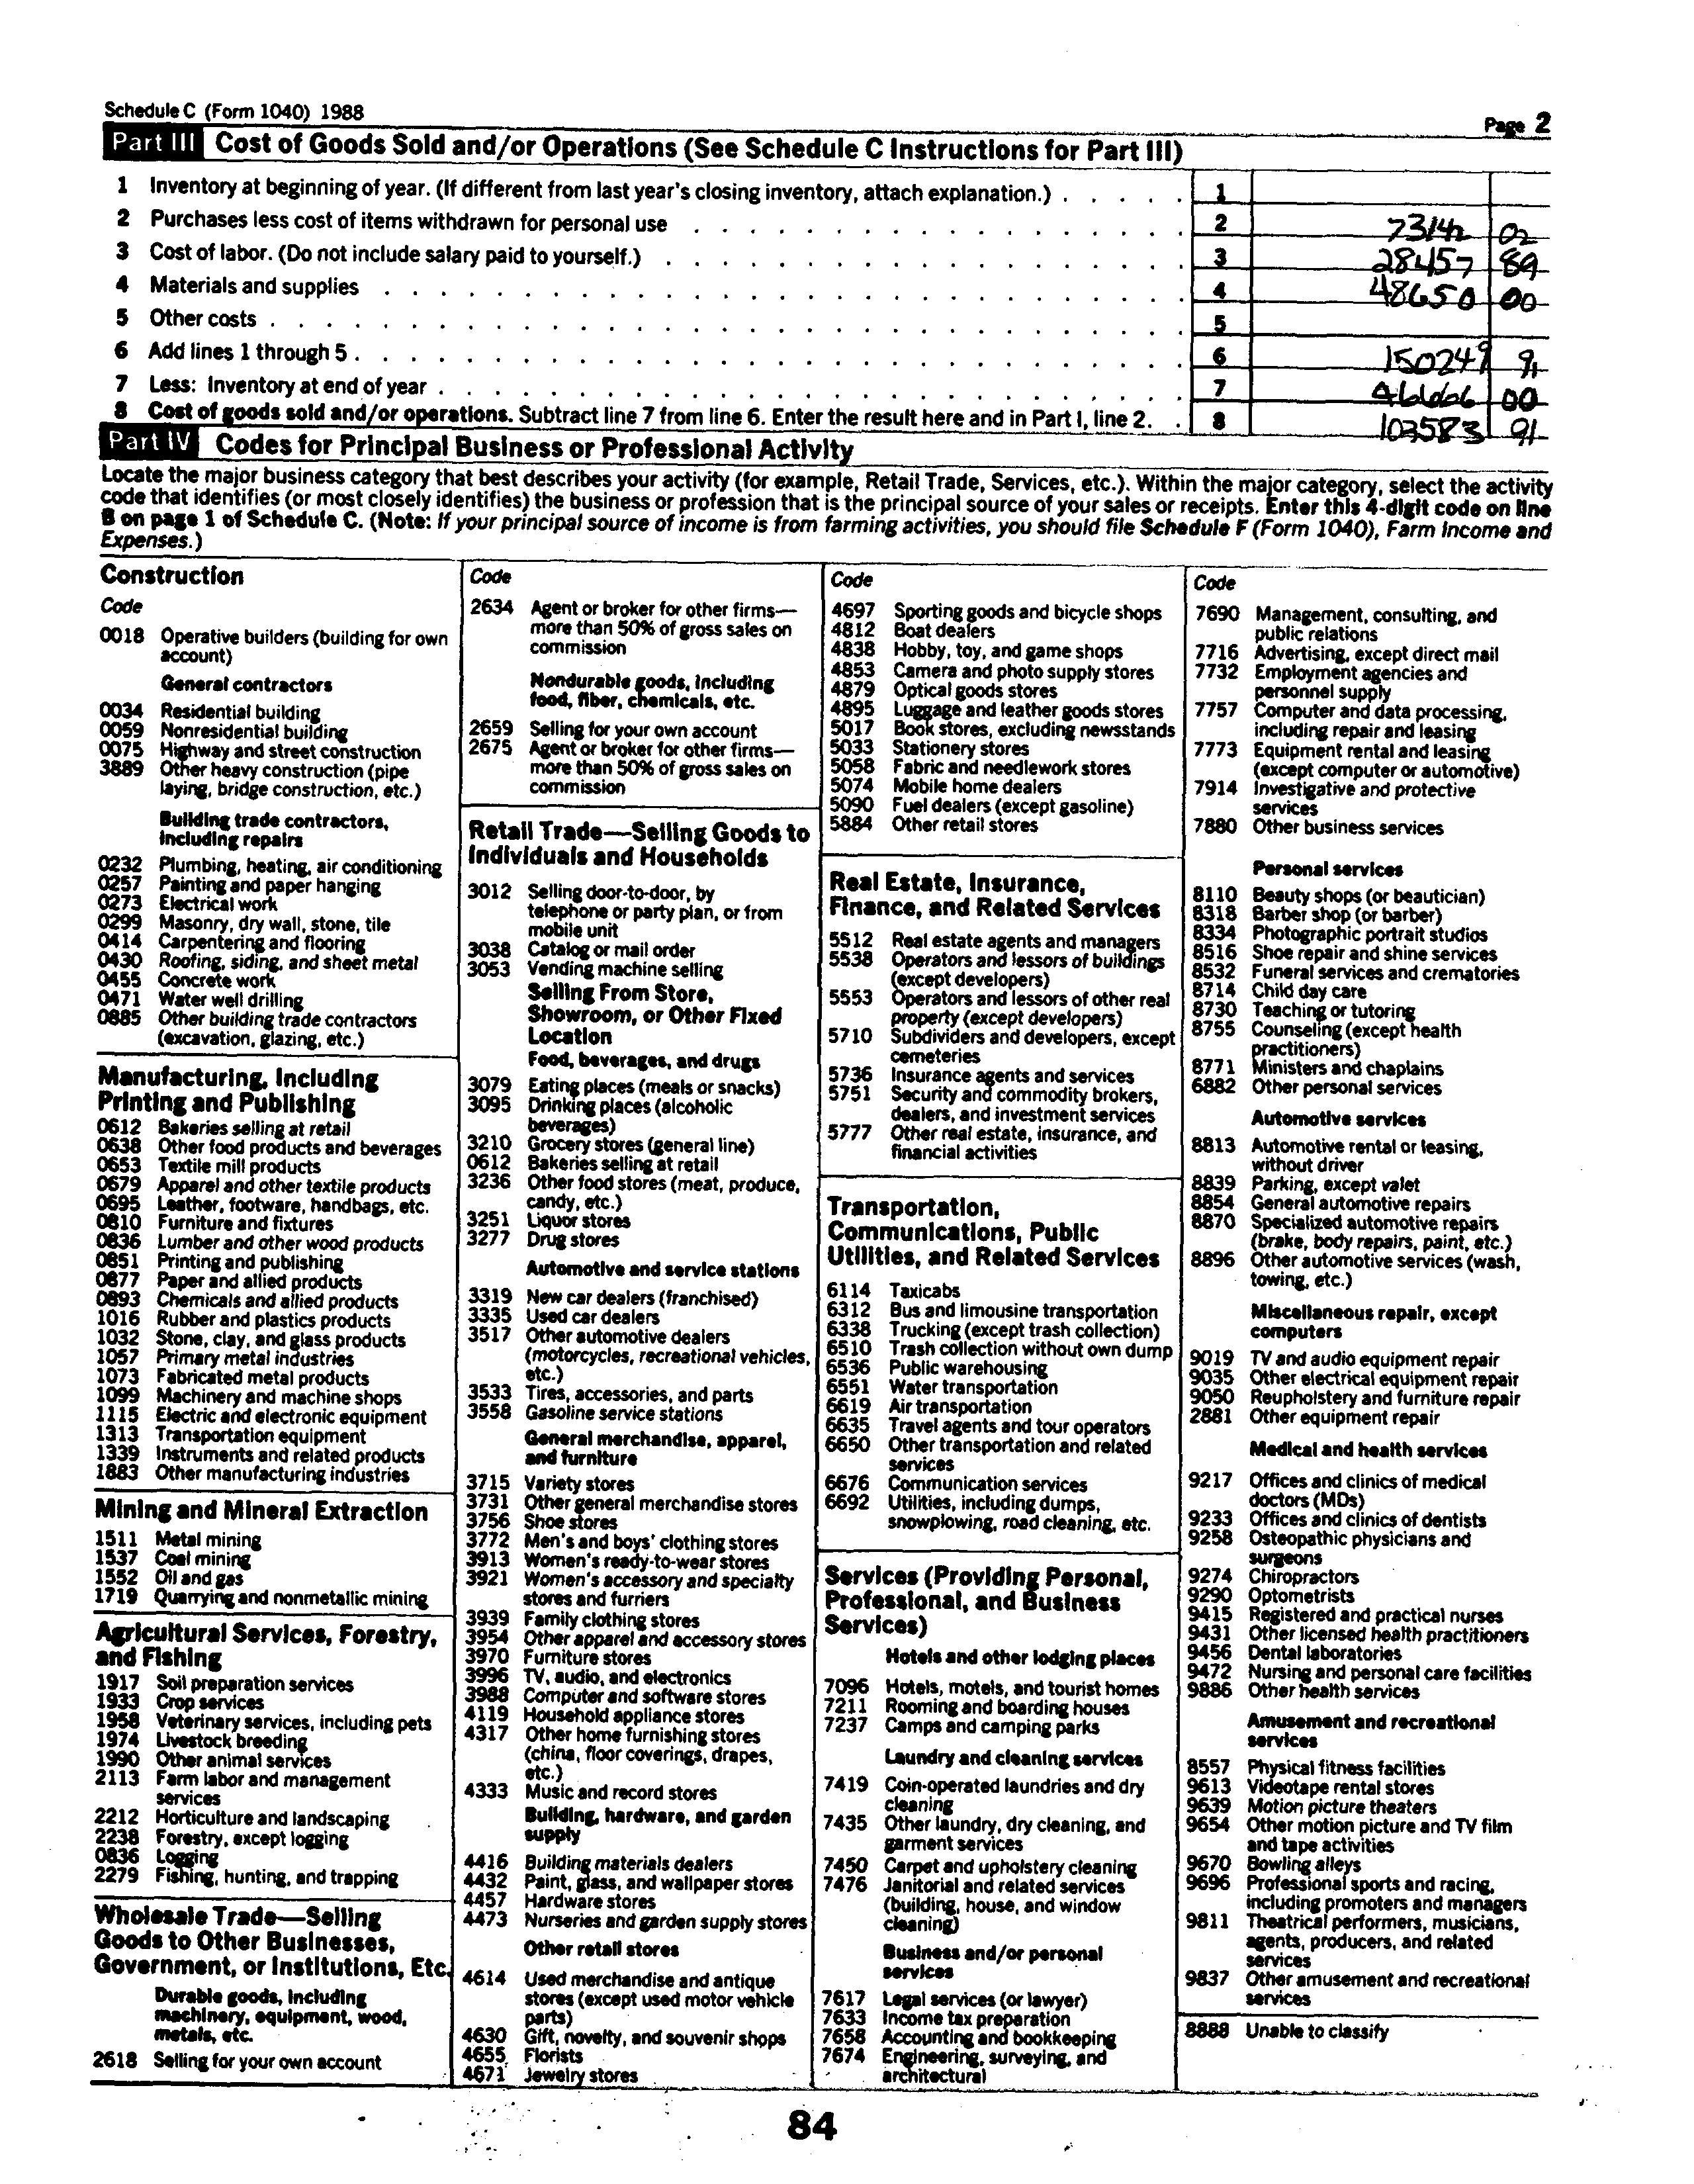 Schedule C (Form 1040) 1988
Page 2
Part III Cost of Goods Sold and/or Operations (See Schedule C Instructions for Part III)
1 Inventory at beginning of year. (If different from last year's closing inventory, attach explanation.) . . . . . 1
2 Purchases less cost of items withdrawn for personal use 2 73142 02
3 Cost of labor. (Do not include salary paid to yourself.) 3 28457 89
4 Materials and supplies 4 48650 00
5 Other costs 5
6 Add lines 1 through 5 6 150249 91
7 Less: Inventory at end of year 7 46666 00
8 Cost of goods sold and/or operations. Subtract line 7 from line 6. Enter the result here and in Part I, line 2. 8 103583 91
Part IV Codes for Principal Business or Professional Activity
Locate the major business category that best describes your activity (for example, Retail Trade, Services, etc.). Within the major category, select the activity
code that identifies (or most closely identifies) the business or profession that is the principal source of your sales or receipts. Enter this 4-digit code on line
B on page 1 of Schedule C. (Note: If your principal source of income is from farming activities, you should file Schedule F (Form 1040), Farm Income and
Expenses.)
Construction
Code
0018 Operative builders (building for own
account)
General contractors
0034 Residential building
0059 Nonresidential building
0075 Highway and street construction
3889 Other heavy construction (pipe
laying, bridge construction, etc.)
Building trade contractors,
including repairs
0232 Plumbing, heating, air conditioning
0257 Painting and paper hanging
0273 Electrical work
0299 Masonry, dry wall, stone, tile
0414 Carpentering and flooring
0430 Roofing, siding, and sheet metal
0455 Concrete work
0471 Water well drilling
0885 Other building trade contractors
(excavation, glazing, etc.)
Manufacturing, Including
Printing and Publishing
0612 Bakeries selling at retail
0638 Other food products and beverages
0653 Textile mill products
0679 Apparel and other textile products
0695 Leather, footware, handbags, etc.
0810 Furniture and fixtures
0836 Lumber and other wood products
0851 Printing and publishing
0877 Paper and allied products
0893 Chemicals and allied products
1016 Rubber and plastics products
1032 Stone, clay, and glass products
1057 Primary metal industries
1073 Fabricated metal products
1099 Machinery and machine shops
1115 Electric and electronic equipment
1313 Transportation equipment
1339 Instruments and related products
1883 Other manufacturing industries
Mining and Mineral Extraction
1511 Metal mining
1537 Coal mining
1552 Oil and gas
1719 Quarrying and nonmetallic mining
Agricultural Services, Forestry,
and Fishing
1917 Soil preparation services
1933 Crop services
1958 Veterinary services, including pets
1974 Livestock breeding
1990 Other animal services
2113 Farm labor and management
services
2212 Horticulture and landscaping
2238 Forestry, except logging
0836 Logging
2279 Fishing, hunting, and trapping
Wholesale Trade—Selling
Goods to Other Businesses,
Government, or Institutions, Etc.
Durable goods, including
machinery, equipment, wood,
metals, etc.
2618 Selling for your own account
Code
2634 Agent or broker for other firms—
more than 50% of gross sales on
commission
Nondurable goods, including
food, fiber, chemicals, etc.
2659 Selling for your own account
2675 Agent or broker for other firms—
more than 50% of gross sales on
commission
Retail Trade—Selling Goods to
Individuals and Households
3012 Selling door-to-door, by
telephone or party plan, or from
mobile unit
3038 Catalog or mail order
3053 Vending machine selling
Selling From Store,
Showroom, or Other Fixed
Location
Food, beverages, and drugs
3079 Eating places (meals or snacks)
3095 Drinking places (alcoholic
beverages)
3210 Grocery stores (general line)
0612 Bakeries selling at retail
3236 Other food stores (meat, produce,
candy, etc.)
3251 Liquor stores
3277 Drug stores
Automotive and service stations
3319 New car dealers (franchised)
3335 Used car dealers
3517 Other automotive dealers
(motorcycles, recreational vehicles,
etc.)
3533 Tires, accessories, and parts
3558 Gasoline service stations
General merchandise, apparel,
and furniture
3715 Variety stores
3731 Other general merchandise stores
3756 Shoe stores
3772 Men's and boys' clothing stores
3913 Women's ready-to-wear stores
3921 Women's accessory and specialty
stores and furriers
3939 Family clothing stores
3954 Other apparel and accessory stores
3970 Furniture stores
3996 TV, audio, and electronics
3988 Computer and software stores
4119 Household appliance stores
4317 Other home furnishing stores
(china, floor coverings, drapes,
etc.)
4333 Music and record stores
Building, hardware, and garden
supply
4416 Building materials dealers
4432 Paint, glass, and wallpaper stores
4457 Hardware stores
4473 Nurseries and garden supply stores
Other retail stores
4614 Used merchandise and antique
stores (except used motor vehicle
parts)
4630 Gift, novelty, and souvenir shops
4655 Florists
4671 Jewelry stores
Code
4697 Sporting goods and bicycle shops
4812 Boat dealers
4838 Hobby, toy, and game shops
4853 Camera and photo supply stores
4879 Optical goods stores
4895 Luggage and leather goods stores
5017 Book stores, excluding newsstands
5033 Stationery stores
5058 Fabric and needlework stores
5074 Mobile home dealers
5090 Fuel dealers (except gasoline)
5884 Other retail stores
Real Estate, Insurance,
Finance, and Related Services
5512 Real estate agents and managers
5538 Operators and lessors of buildings
(except developers)
5553 Operators and lessors of other real
property (except developers)
5710 Subdividers and developers, except
cemeteries
5736 Insurance agents and services
5751 Security and commodity brokers,
dealers, and investment services
5777 Other real estate, insurance, and
financial activities
Transportation,
Communications, Public
Utilities, and Related Services
6114 Taxicabs
6312 Bus and limousine transportation
6338 Trucking (except trash collection)
6510 Trash collection without own dump
6536 Public warehousing
6551 Water transportation
6619 Air transportation
6635 Travel agents and tour operators
6650 Other transportation and related
services
6676 Communication services
6692 Utilities, including dumps,
snowplowing, road cleaning, etc.
Services (Providing Personal,
Professional, and Business
Services)
Hotels and other lodging places
7096 Hotels, motels, and tourist homes
7211 Rooming and boarding houses
7237 Camps and camping parks
Laundry and cleaning services
7419 Coin-operated laundries and dry
cleaning
7435 Other laundry, dry cleaning, and
garment services
7450 Carpet and upholstery cleaning
7476 Janitorial and related services
(building, house, and window
cleaning)
Business and/or personal
services
7617 Legal services (or lawyer)
7633 Income tax preparation
7658 Accounting and bookkeeping
7674 Engineering, surveying, and
architectural
Code
7690 Management, consulting, and
public relations
7716 Advertising, except direct mail
7732 Employment agencies and
personnel supply
7757 Computer and data processing,
including repair and leasing
7773 Equipment rental and leasing
(except computer or automotive)
7914 Investigative and protective
services
7880 Other business services
Personal services
8110 Beauty shops (or beautician)
8318 Barber shop (or barber)
8334 Photographic portrait studios
8516 Shoe repair and shine services
8532 Funeral services and crematories
8714 Child day care
8730 Teaching or tutoring
8755 Counseling (except health
practitioners)
8771 Ministers and chaplains
6882 Other personal services
Automotive services
8813 Automotive rental or leasing,
without driver
8839 Parking, except valet
8854 General automotive repairs
8870 Specialized automotive repairs
(brake, body repairs, paint, etc.)
8896 Other automotive services (wash,
towing, etc.)
Miscellaneous repair, except
computers
9019 TV and audio equipment repair
9035 Other electrical equipment repair
9050 Reupholstery and furniture repair
2881 Other equipment repair
Medical and health services
9217 Offices and clinics of medical
doctors (MDs)
9233 Offices and clinics of dentists
9258 Osteopathic physicians and
surgeons
9274 Chiropractors
9290 Optometrists
9415 Registered and practical nurses
9431 Other licensed health practitioners
9456 Dental laboratories
9472 Nursing and personal care facilities
9886 Other health services
Amusement and recreational
services
8557 Physical fitness facilities
9613 Videotape rental stores
9639 Motion picture theaters
9654 Other motion picture and TV film
and tape activities
9670 Bowling alleys
9696 Professional sports and racing,
including promoters and managers
9811 Theatrical performers, musicians,
agents, producers, and related
services
9837 Other amusement and recreational
services
8888 Unable to classify
84